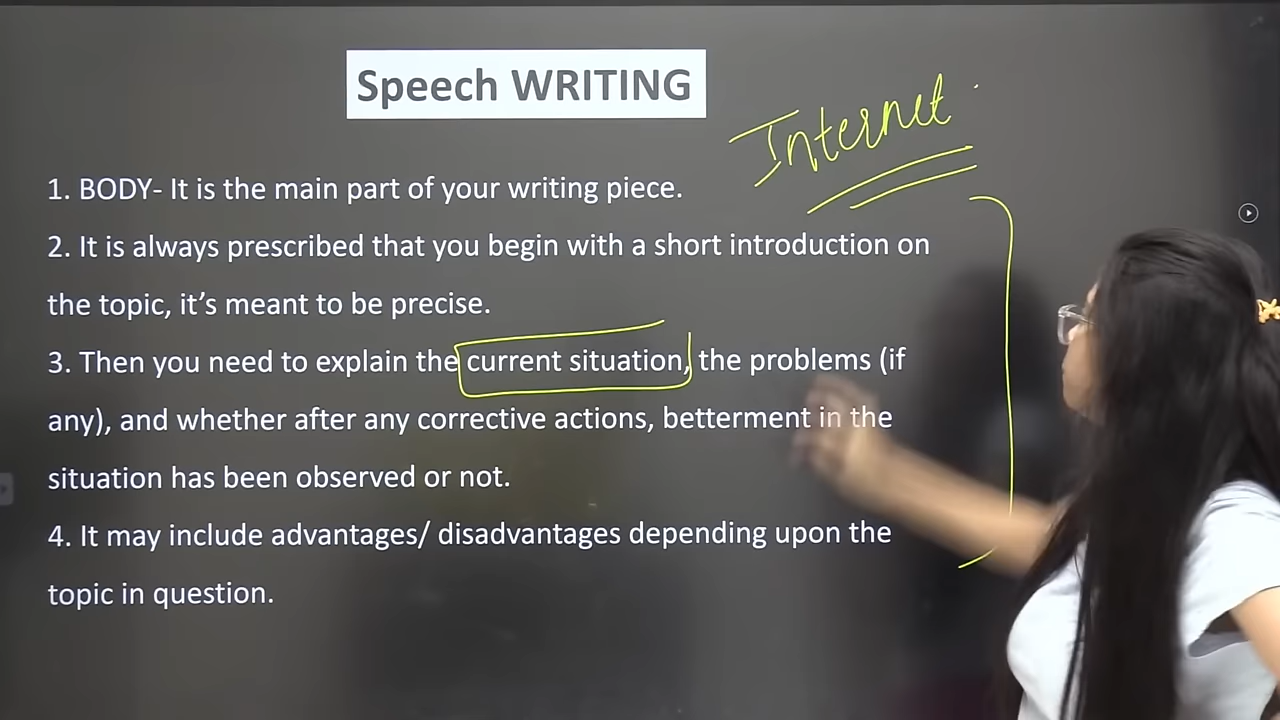 Speech WRITING
Internet
1. BODY- It is the main part of your writing piece.
2. It is always prescribed that you begin with a short introduction on
the topic, it’s meant to be precise.
3. Then you need to explain the current situation, the problems (if
any), and whether after any corrective actions, betterment in the
situation has been observed or not.
4. It may include advantages/ disadvantages depending upon the
topic in question.